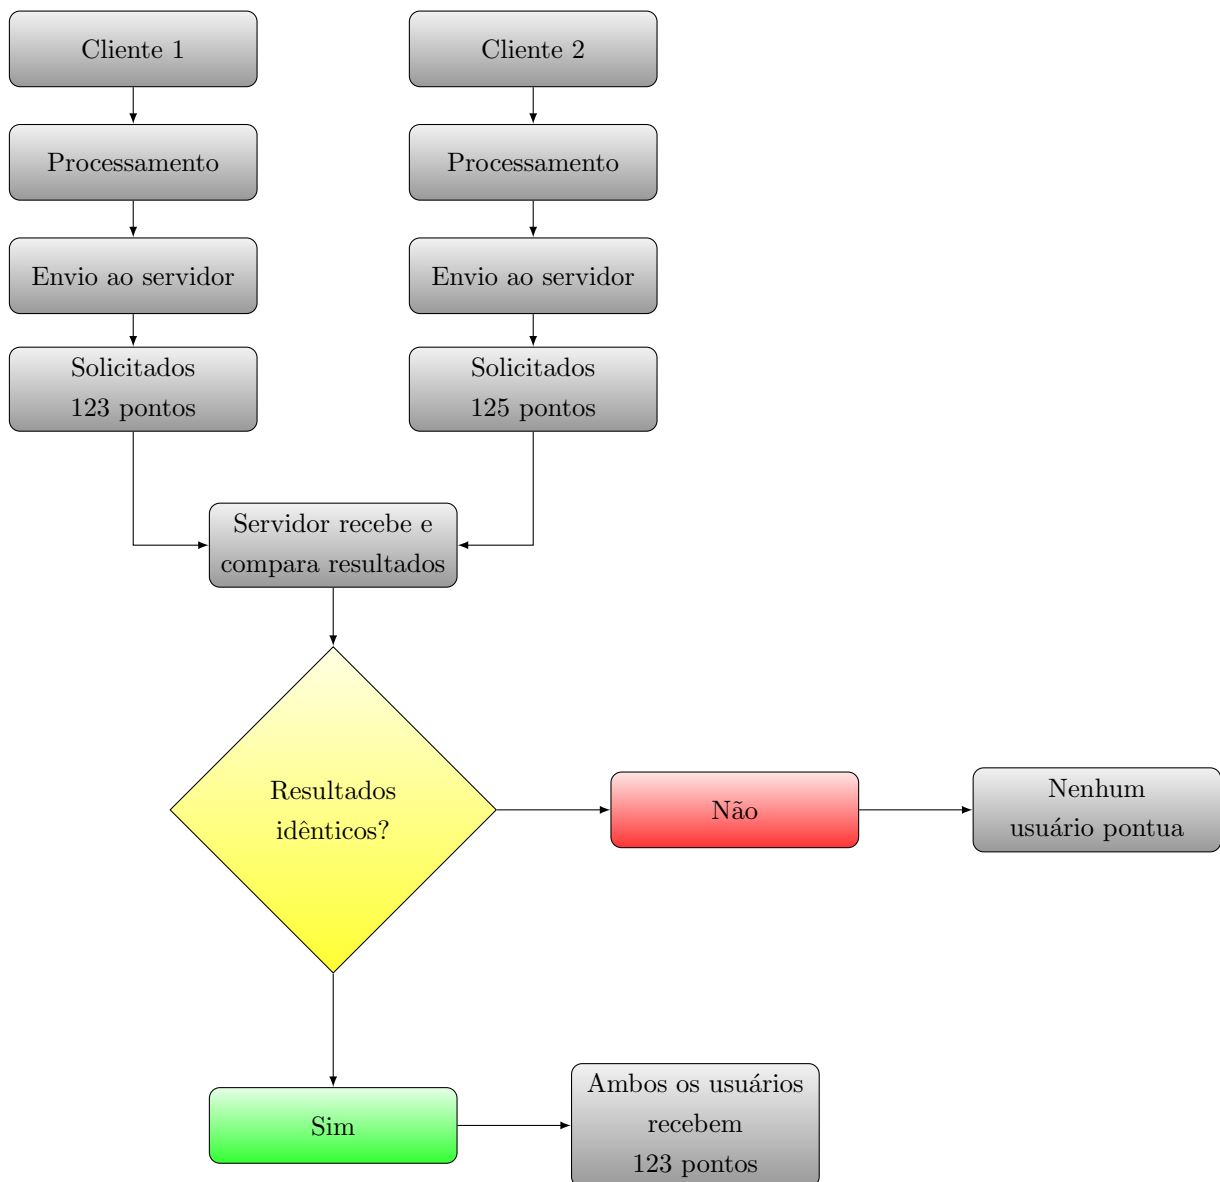 Cliente 1
Cliente 2
Processamento
Processamento
Envio ao servidor
Envio ao servidor
Solicitados
123 pontos
Solicitados
125 pontos
Servidor recebe e
compara resultados
Resultados
idênticos?
Não
Nenhum
usuário pontua
Sim
Ambos os usuários
recebem
123 pontos